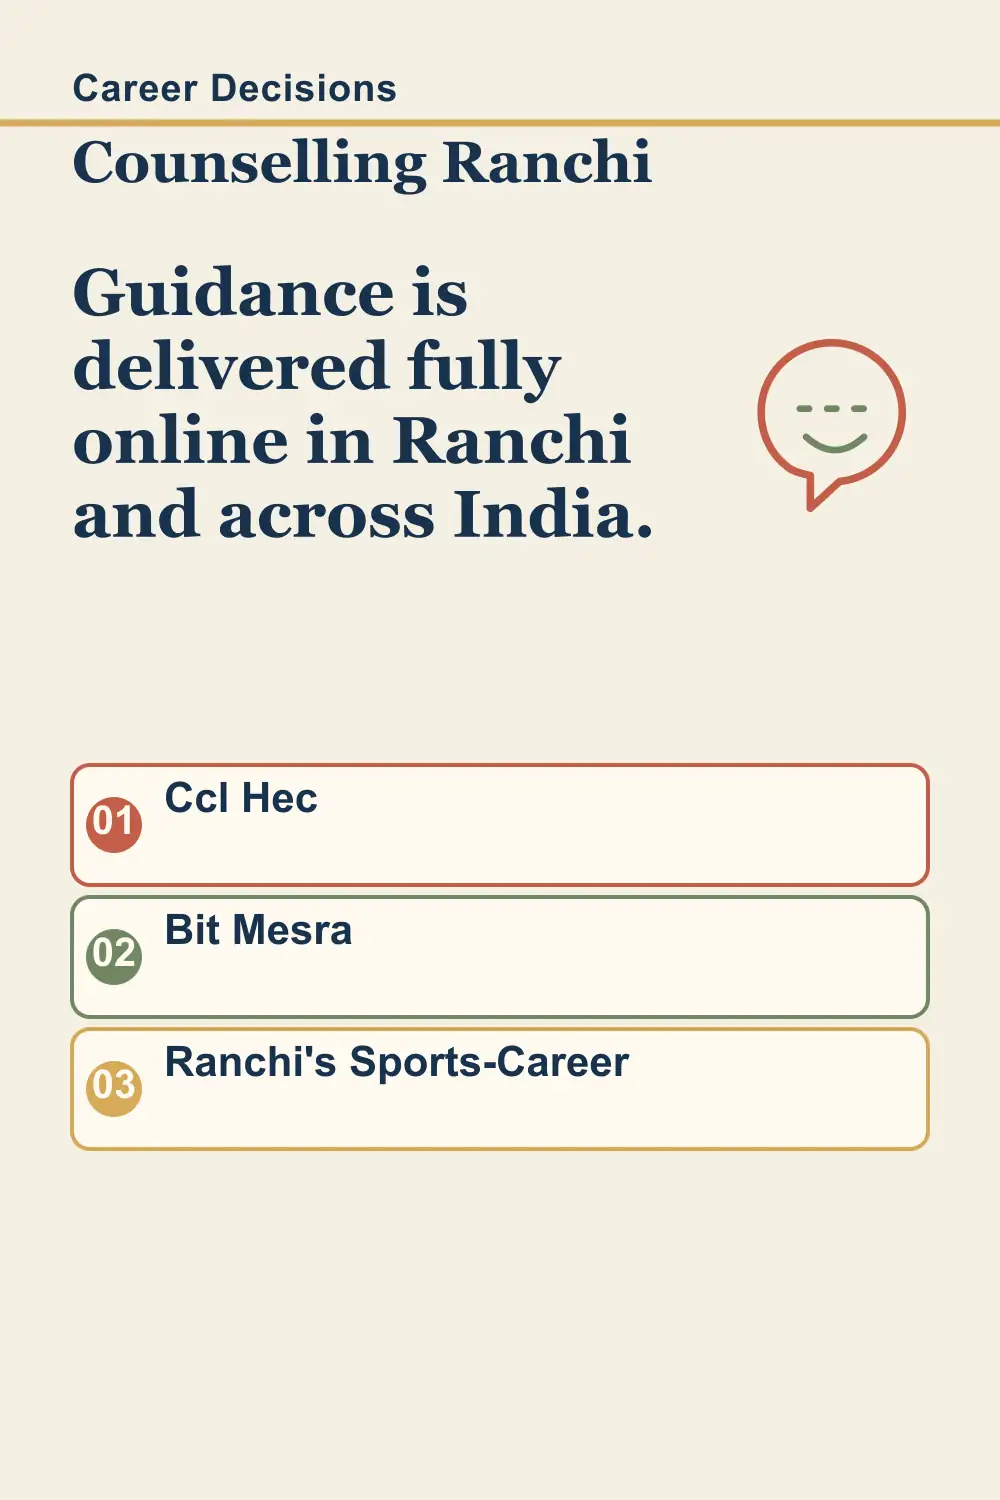 Career Decisions
Counselling Ranchi
Guidance is
delivered fully
online in Ranchi
and across India.
01 Ccl Hec
02 Bit Mesra
03 Ranchi's Sports-Career